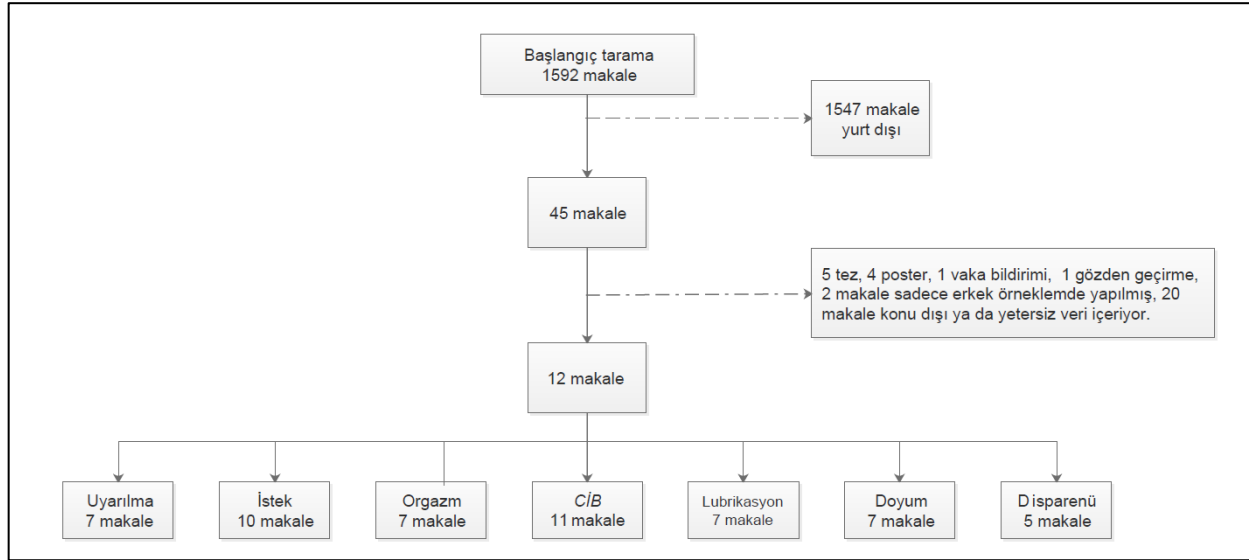 Başlangıç tarama
1592 makale
1547 makale
yurt dışı
45 makale
5 tez, 4 poster, 1 vaka bildirimi, 1 gözden geçirme,
2 makale sadece erkek örneklemde yapılmış, 20
makale konu dışı ya da yetersiz veri içeriyor.
12 makale
Uyarılma
7 makale
İstek
10 makale
Orgazm
7 makale
CİB
11 makale
Lubrikasyon
7 makale
Doyum
7 makale
Disparenü
5 makale